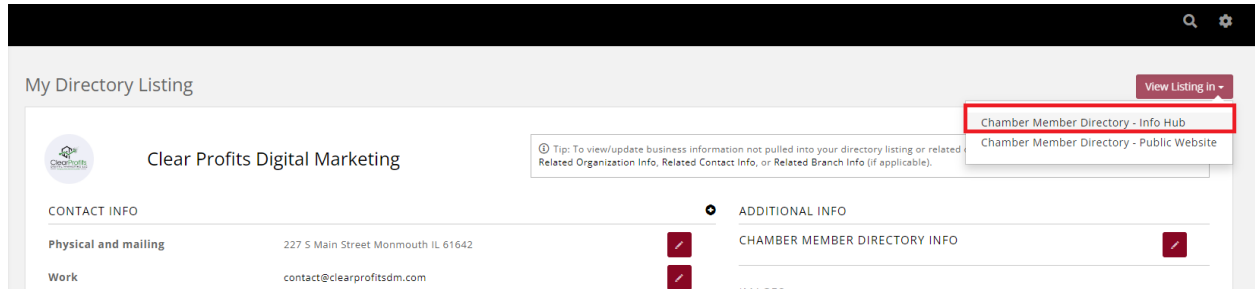 My Directory Listing
View Listing in
Chamber Member Directory - Info Hub
Chamber Member Directory - Public Website
ClearProfits
Clear Profits Digital Marketing
Tip: To view/update business information not pulled into your directory listing or related
Related Organization Info, Related Contact Info, or Related Branch Info (if applicable).
CONTACT INFO
ADDITIONAL INFO
Physical and mailing
227 S Main Street Monmouth IL 61642
CHAMBER MEMBER DIRECTORY INFO
Work
contact@clearprofitsdm.com